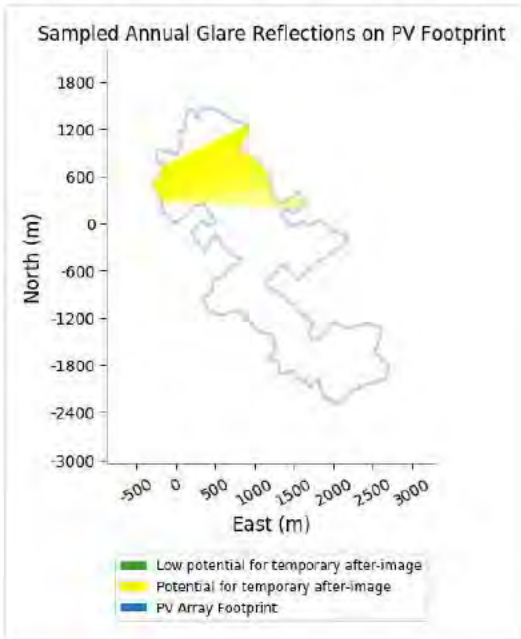 Sampled Annual Glare Reflections on PV Footprint
1800
1200
600
0
-600
-1200
-1800
-2400
-3000
North (m)
-500 0 500 1000 1500 2000 2500 3000
East (m)
Low potential for temporary after-image
Potential for temporary after-image
PV Array Footprint